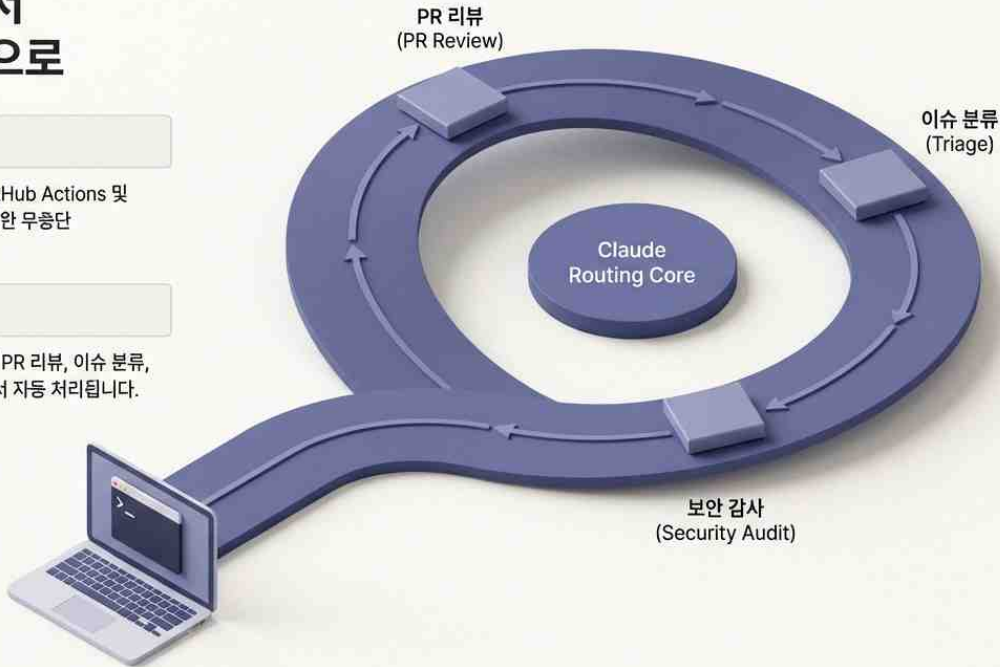 서
으로
Hub Actions 및
안 무중단
PR 리뷰, 이슈 분류,
서 자동 처리됩니다.
PR 리뷰
(PR Review)
이슈 분류
(Triage)
Claude
Routing Core
보안 감사
(Security Audit)